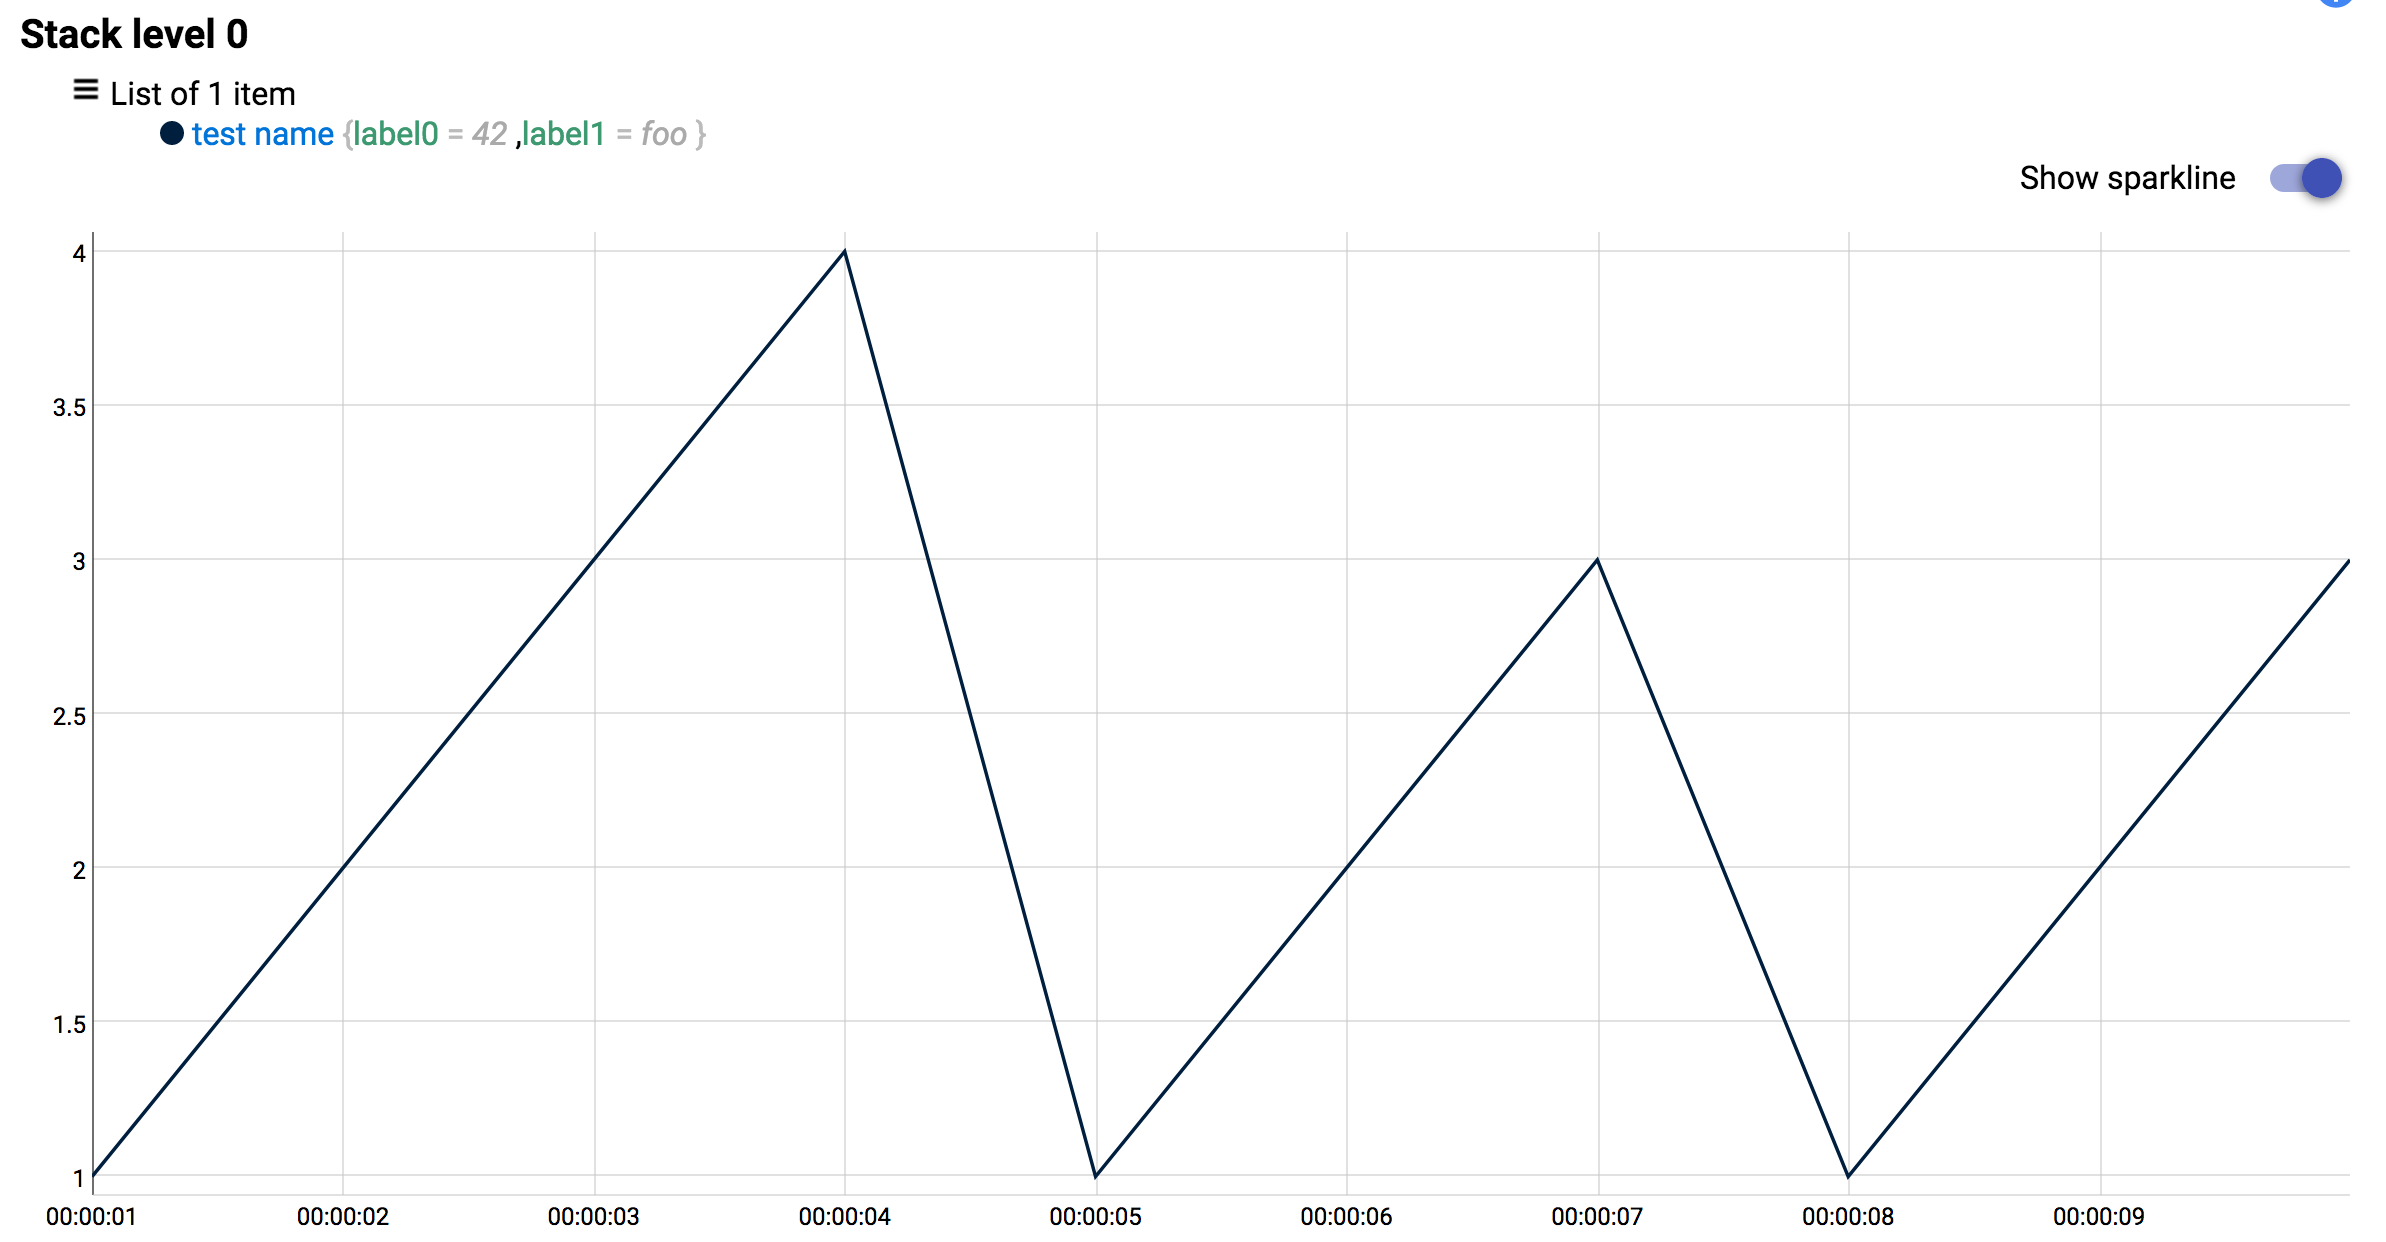 Stack level 0
List of 1 item
test name {label0 = 42 ,label1 = foo }
Show sparkline
4
3.5
3
2.5
2
1.5
1
00:00:01 00:00:02 00:00:03 00:00:04 00:00:05 00:00:06 00:00:07 00:00:08 00:00:09